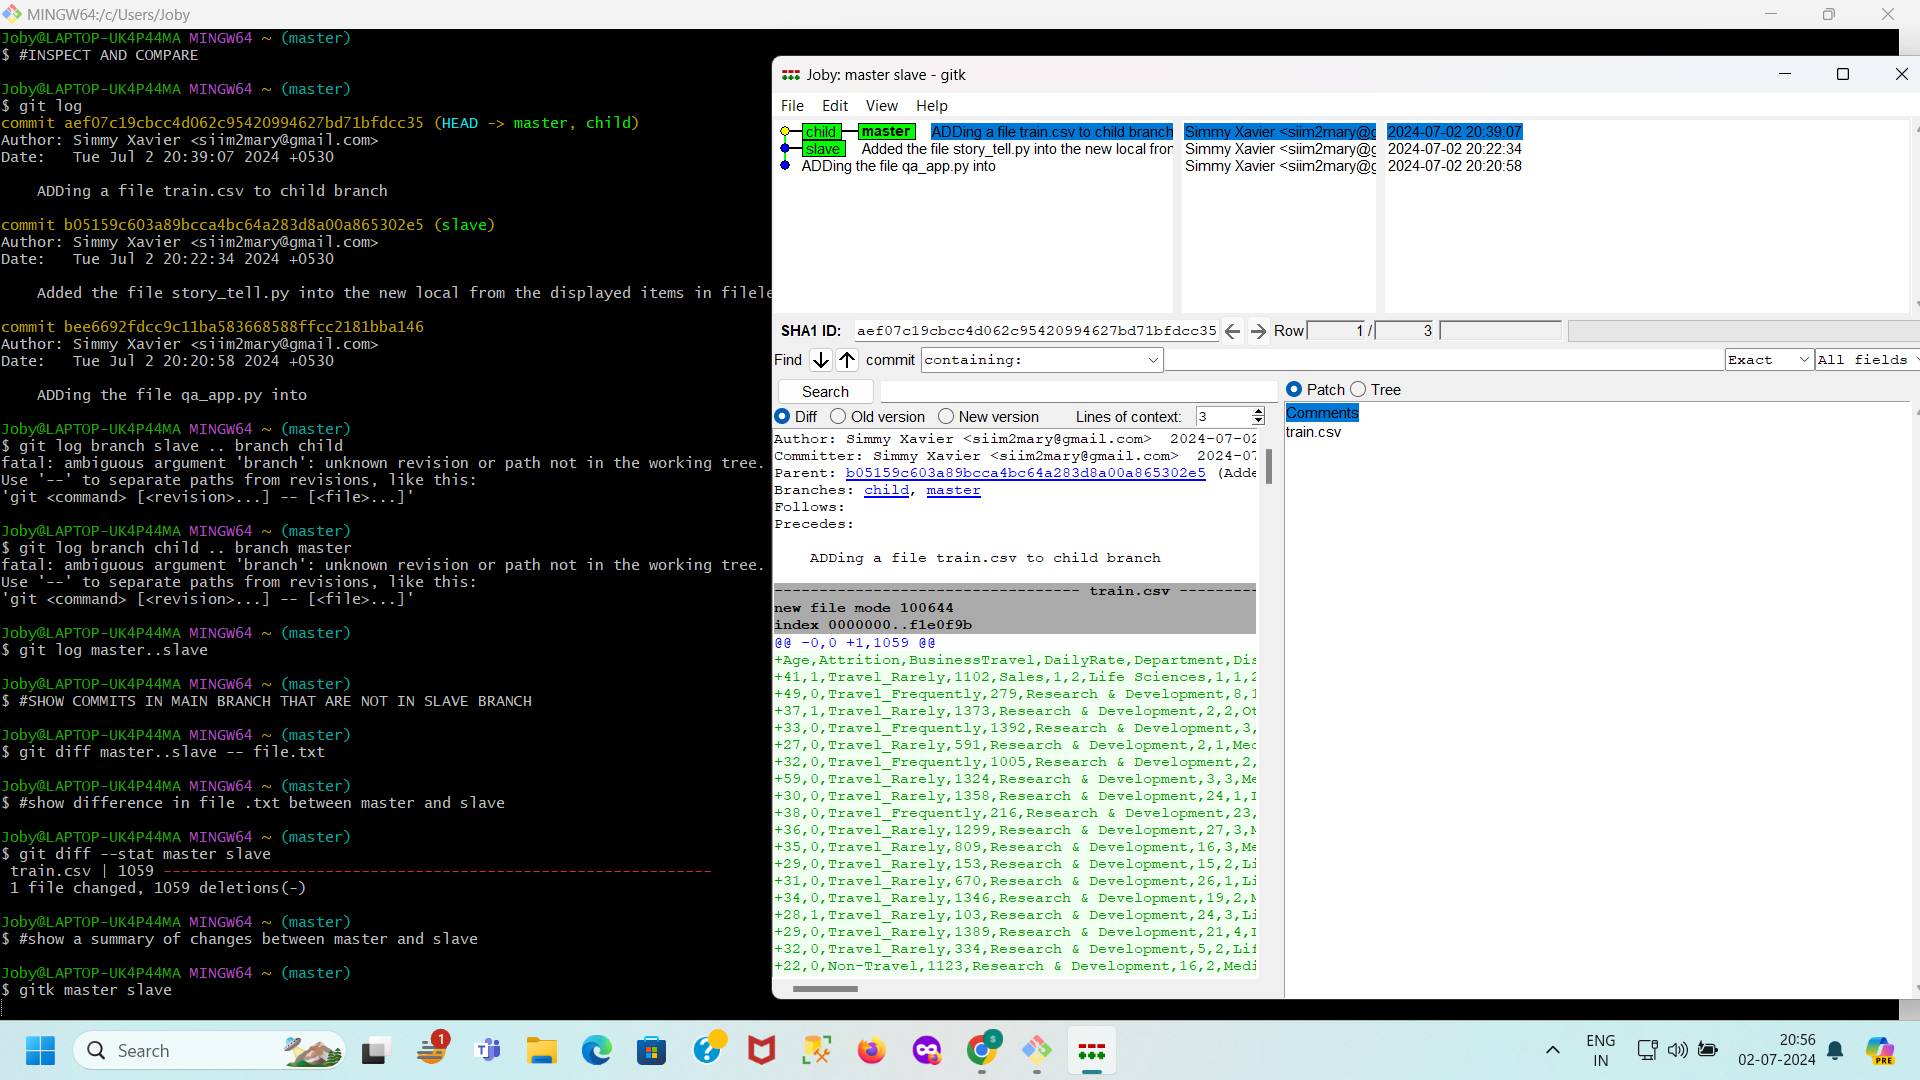 MINGW64:/c/Users/Joby
Joby@LAPTOP-UK4P44MA MINGW64 ~ (master)
$ #INSPECT AND COMPARE
Joby@LAPTOP-UK4P44MA MINGW64 ~ (master)
$ git log
commit aef07c19cbcc4d062c95420994627bd71bfdcc35 (HEAD -> master, child)
Author: Simmy Xavier <siim2mary@gmail.com>
Date:   Tue Jul 2 20:39:07 2024 +0530
ADDing a file train.csv to child branch
commit b05159c603a89bcca4bc64a283d8a00a865302e5 (slave)
Author: Simmy Xavier <siim2mary@gmail.com>
Date:   Tue Jul 2 20:22:34 2024 +0530
Added the file story_tell.py into the new local from the displayed items in filele
commit bee6692fdcc9c11ba583668588ffcc2181bba146
Author: Simmy Xavier <siim2mary@gmail.com>
Date:   Tue Jul 2 20:20:58 2024 +0530
ADDing the file qa_app.py into
Joby@LAPTOP-UK4P44MA MINGW64 ~ (master)
$ git log branch slave .. branch child
fatal: ambiguous argument 'branch': unknown revision or path not in the working tree.
Use '--' to separate paths from revisions, like this:
'git <command> [<revision>...] -- [<file>...]'
Joby@LAPTOP-UK4P44MA MINGW64 ~ (master)
$ git log branch child .. branch master
fatal: ambiguous argument 'branch': unknown revision or path not in the working tree.
Use '--' to separate paths from revisions, like this:
'git <command> [<revision>...] -- [<file>...]'
Joby@LAPTOP-UK4P44MA MINGW64 ~ (master)
$ git log master..slave
Joby@LAPTOP-UK4P44MA MINGW64 ~ (master)
$ #SHOW COMMITS IN MAIN BRANCH THAT ARE NOT IN SLAVE BRANCH
Joby@LAPTOP-UK4P44MA MINGW64 ~ (master)
$ git diff master..slave -- file.txt
Joby@LAPTOP-UK4P44MA MINGW64 ~ (master)
$ #show difference in file .txt between master and slave
Joby@LAPTOP-UK4P44MA MINGW64 ~ (master)
$ git diff --stat master slave
train.csv | 1059 -------------------------------------------------------------
1 file changed, 1059 deletions(-)
Joby@LAPTOP-UK4P44MA MINGW64 ~ (master)
$ #show a summary of changes between master and slave
Joby@LAPTOP-UK4P44MA MINGW64 ~ (master)
$ gitk master slave
Joby: master slave - gitk
File Edit View Help
child master ADDing a file train.csv to child branch Simmy Xavier <siim2mary@g 2024-07-02 20:39:07
slave Added the file story_tell.py into the new local fron Simmy Xavier <siim2mary@g 2024-07-02 20:22:34
ADDing the file qa_app.py into Simmy Xavier <siim2mary@g 2024-07-02 20:20:58
SHA1 ID: aef07c19cbcc4d062c95420994627bd71bfdcc35 Row 1 / 3
Find commit containing: Exact All fields
Search
Patch Tree
Diff Old version New version Lines of context: 3
Comments
train.csv
Author: Simmy Xavier <siim2mary@gmail.com>  2024-07-02
Committer: Simmy Xavier <siim2mary@gmail.com>  2024-07
Parent: b05159c603a89bcca4bc64a283d8a00a865302e5 (Adde
Branches: child, master
Follows:
Precedes:
ADDing a file train.csv to child branch
---------------------------------- train.csv ---------
new file mode 100644
index 0000000..f1e0f9b
@@ -0,0 +1,1059 @@
+Age,Attrition,BusinessTravel,DailyRate,Department,Dis
+41,1,Travel_Rarely,1102,Sales,1,2,Life Sciences,1,1,2
+49,0,Travel_Frequently,279,Research & Development,8,1
+37,1,Travel_Rarely,1373,Research & Development,2,2,Ot
+33,0,Travel_Frequently,1392,Research & Development,3,
+27,0,Travel_Rarely,591,Research & Development,2,1,Med
+32,0,Travel_Frequently,1005,Research & Development,2,
+59,0,Travel_Rarely,1324,Research & Development,3,3,Me
+30,0,Travel_Rarely,1358,Research & Development,24,1,
+38,0,Travel_Frequently,216,Research & Development,23,
+36,0,Travel_Rarely,1299,Research & Development,27,3,
+35,0,Travel_Rarely,809,Research & Development,16,3,Me
+29,0,Travel_Rarely,153,Research & Development,15,2,Li
+31,0,Travel_Rarely,670,Research & Development,26,1,Li
+34,0,Travel_Rarely,1346,Research & Development,19,2,
+28,1,Travel_Rarely,103,Research & Development,24,3,Li
+29,0,Travel_Rarely,1389,Research & Development,21,4,
+32,0,Travel_Rarely,334,Research & Development,5,2,Lif
+22,0,Non-Travel,1123,Research & Development,16,2,Medi
Search
1
ENG
IN
20:56
02-07-2024
PRE